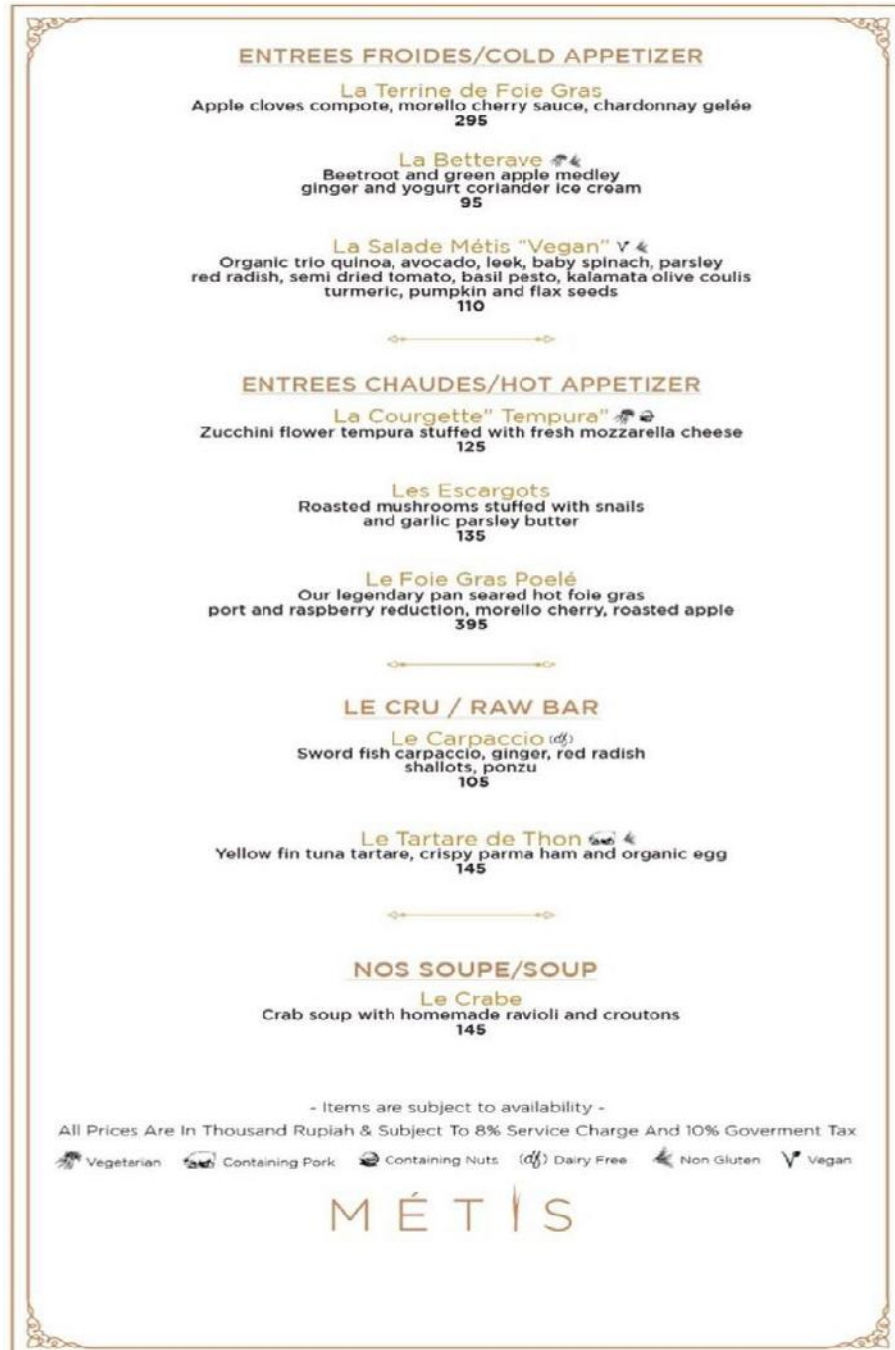 ENTREES FROIDES/COLD APPETIZER
La Terrine de Foie Gras
Apple cloves compote, morello cherry sauce, chardonnay gelée
295
La Betterave
Beetroot and green apple medley
ginger and yogurt coriander ice cream
95
La Salade Métis "Vegan" V
Organic trio quinoa, avocado, leek, baby spinach, parsley
red radish, semi dried tomato, basil pesto, kalamata olive coulis
turmeric, pumpkin and flax seeds
110
ENTREES CHAUDES/HOT APPETIZER
La Courgette" Tempura"
Zucchini flower tempura stuffed with fresh mozzarella cheese
125
Les Escargots
Roasted mushrooms stuffed with snails
and garlic parsley butter
135
Le Foie Gras Poelé
Our legendary pan seared hot foie gras
port and raspberry reduction, morello cherry, roasted apple
395
LE CRU / RAW BAR
Le Carpaccio (df)
Sword fish carpaccio, ginger, red radish
shallots, ponzu
105
Le Tartare de Thon
Yellow fin tuna tartare, crispy parma ham and organic egg
145
NOS SOUPE/SOUP
Le Crabe
Crab soup with homemade ravioli and croutons
145
- Items are subject to availability -
All Prices Are In Thousand Rupiah & Subject To 8% Service Charge And 10% Goverment Tax
Vegetarian Containing Pork Containing Nuts (df) Dairy Free Non Gluten V Vegan
MÉTIS